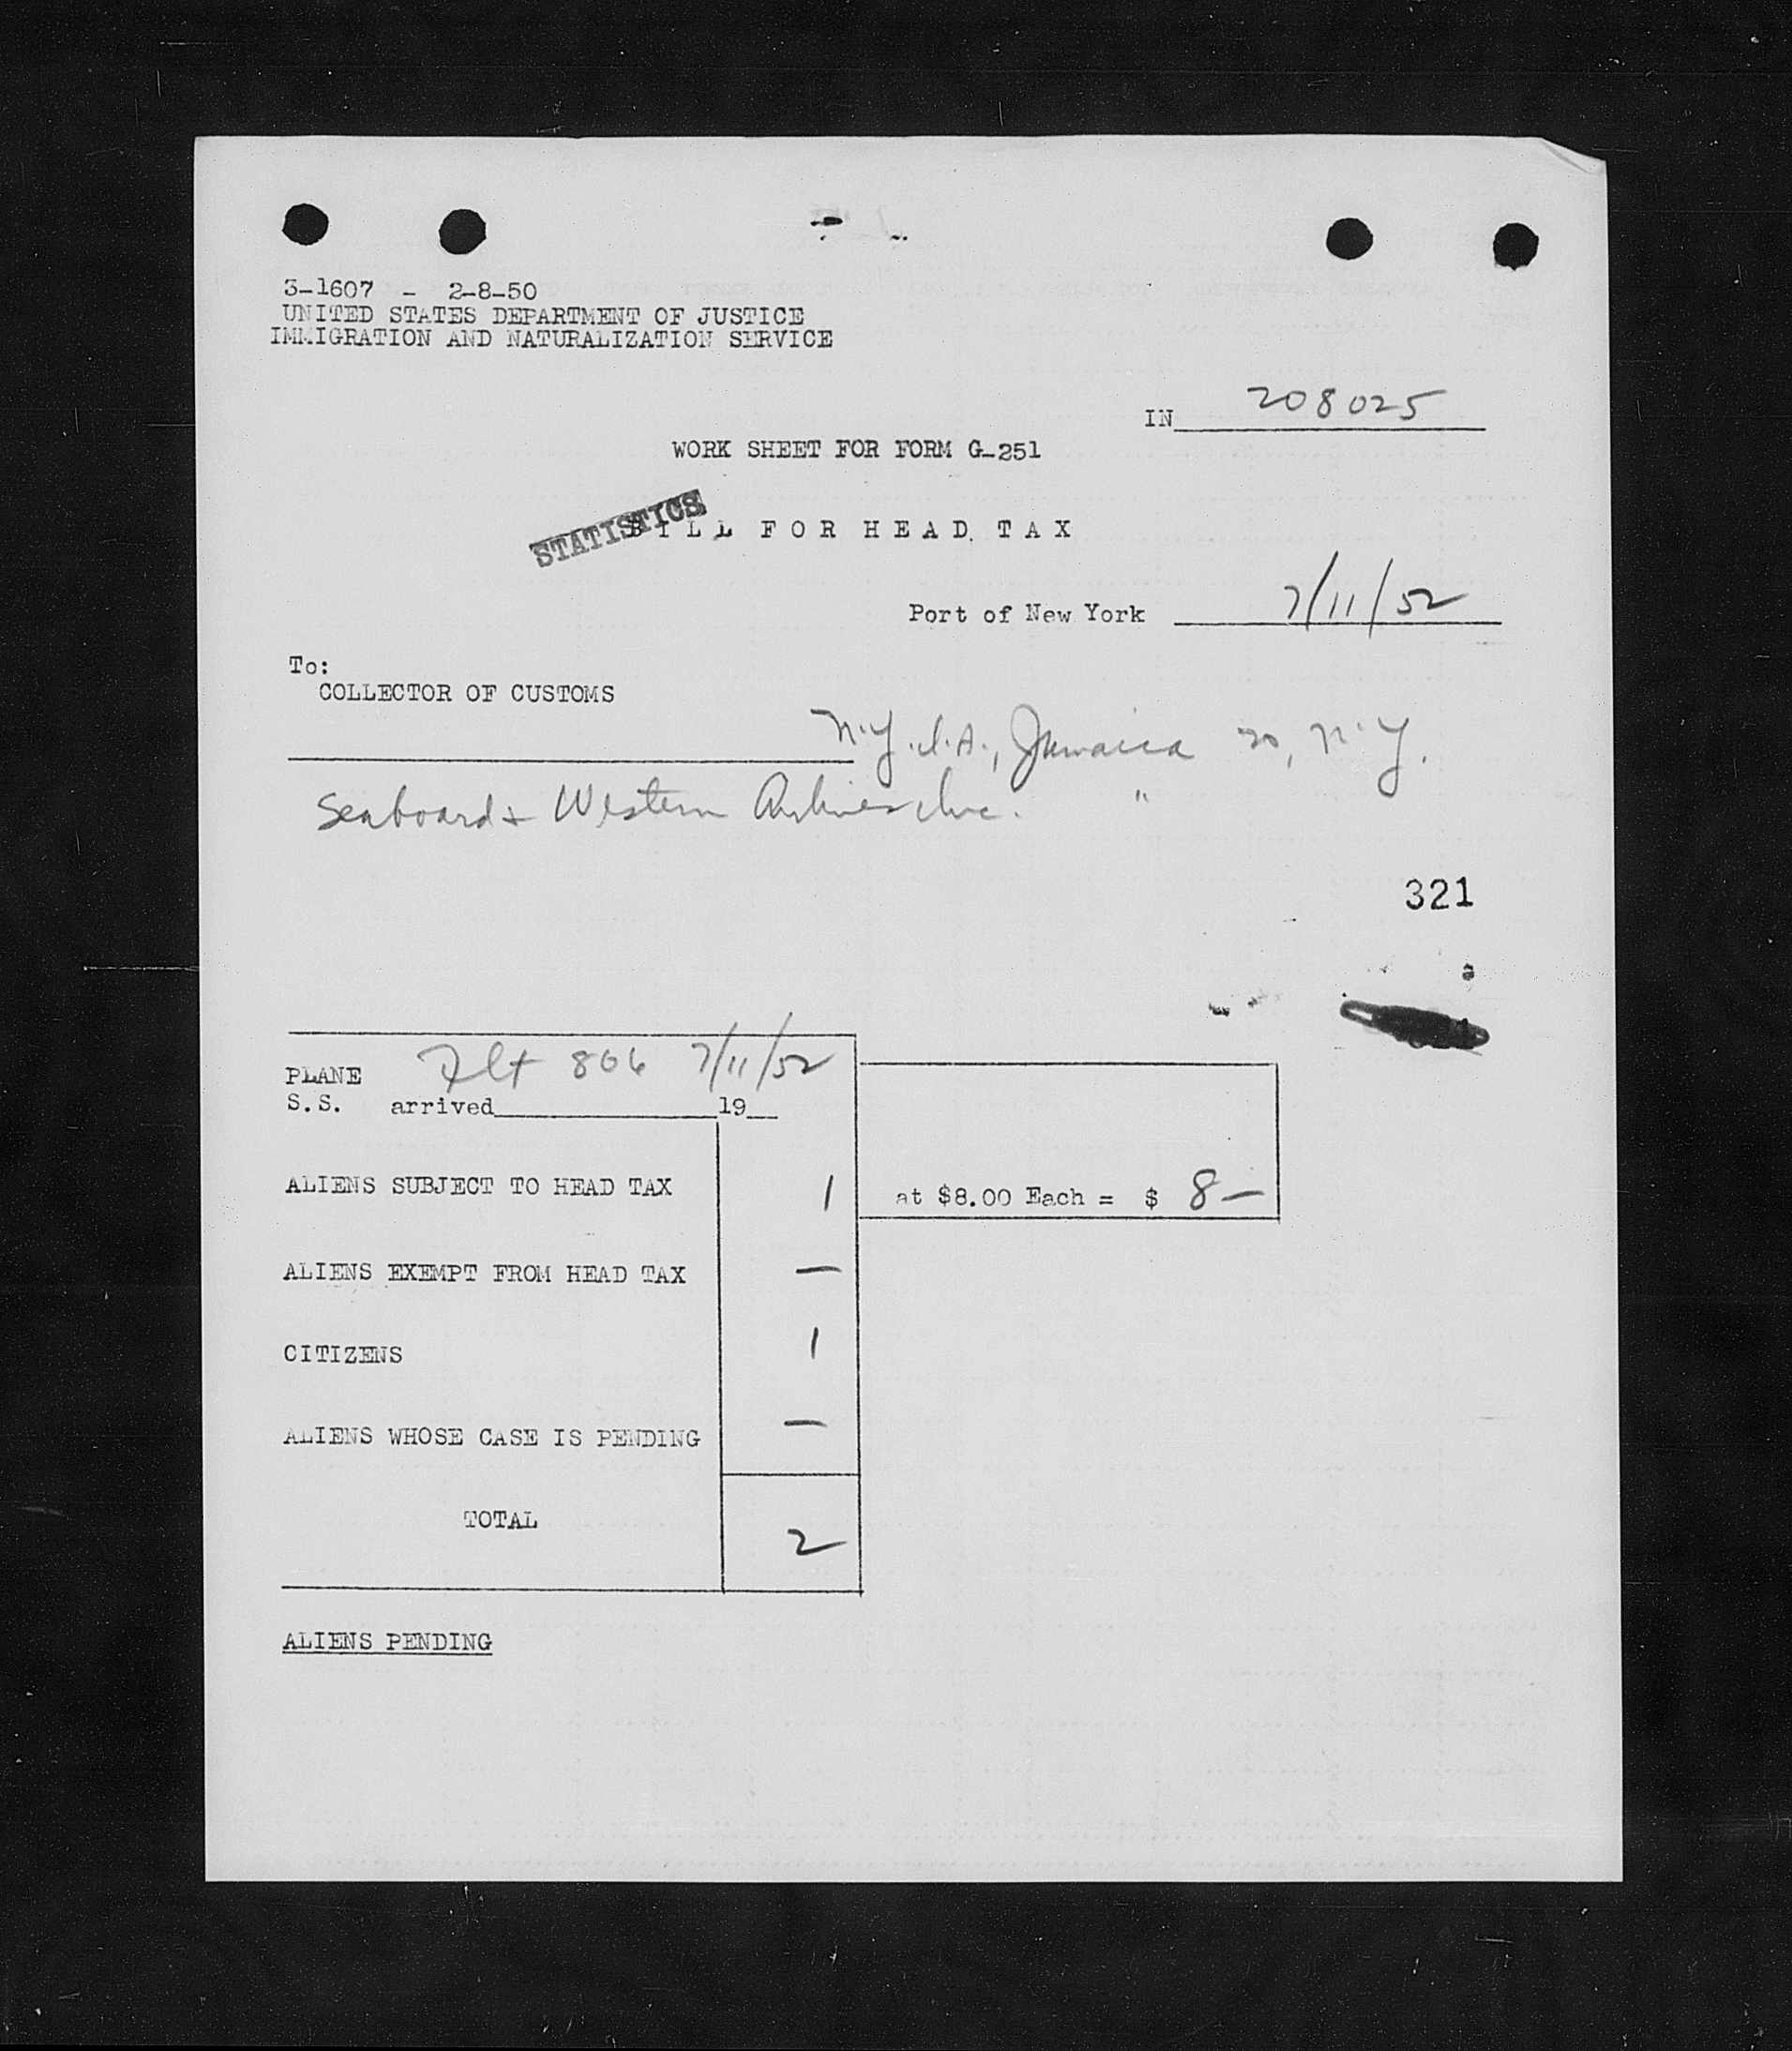 3-1607 - 2-8-50
UNITED STATES DEPARTMENT OF JUSTICE
IMMIGRATION AND NATURALIZATION SERVICE
IN 208025
WORK SHEET FOR FORM G-251
STATISTICS
BILL FOR HEAD TAX
Port of New York 7/11/52
To:
COLLECTOR OF CUSTOMS
N.Y.I.A., Jamaica 30, N.Y.
Seaboard & Western Airlines Inc. "
321
PLANE Flt 806 7/11/52
S.S. arrived 19
ALIENS SUBJECT TO HEAD TAX 1 at $8.00 Each = $ 8—
ALIENS EXEMPT FROM HEAD TAX —
CITIZENS 1
ALIENS WHOSE CASE IS PENDING —
TOTAL 2
ALIENS PENDING